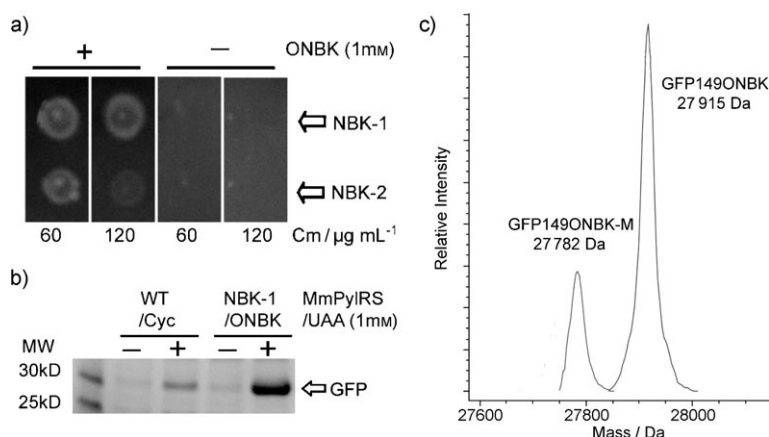 a)
+ − ONBK (1mM)
NBK-1
NBK-2
60 120 60 120 Cm / μg mL⁻¹
b)
WT NBK-1 MmPylRS
/Cyc /ONBK /UAA (1mM)
MW − + − +
30kD
GFP
25kD
c)
Relative Intensity
GFP149ONBK
27 915 Da
GFP149ONBK-M
27 782 Da
27600 27800 28000
Mass / Da